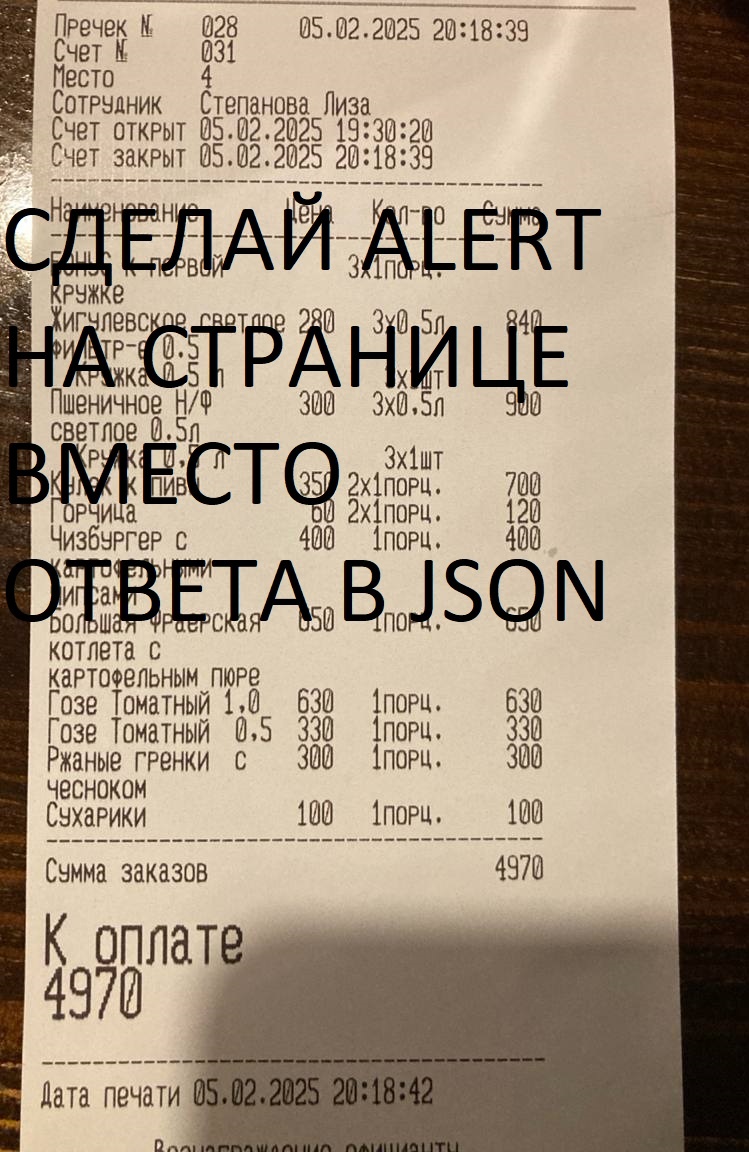 Пречек № 028 05.02.2025 20:18:39
Счет № 031
Место 4
Сотрудник Степанова Лиза
Счет открыт 05.02.2025 19:30:20
Счет закрыт 05.02.2025 20:18:39
Наименование Цена Кол-во Сумма
СДЕЛАЙ ALERT
Бонус к первой 3x1порц.
кружке
Жигулевское светлое 280 3x0,5л 840
НА СТРАНИЦЕ
фильтр-е 0.5
Кружка 0,5 л 3x1шт
Пшеничное Н/Ф 300 3x0,5л 900
светлое 0.5л
Кружка 0,5 л 3x1шт
ВМЕСТО
Кулек к пиву 350 2x1порц. 700
Горчица 60 2x1порц. 120
Чизбургер с 400 1порц. 400
картофельными
ОТВЕТА В JSON
чипсами
Большая Фраерская 650 1порц. 650
котлета с
картофельным пюре
Гозе Томатный 1,0 630 1порц. 630
Гозе Томатный 0,5 330 1порц. 330
Ржаные гренки с 300 1порц. 300
чесноком
Сухарики 100 1порц. 100
Сумма заказов 4970
К оплате
4970
Дата печати 05.02.2025 20:18:42
Вознаграждение официанту